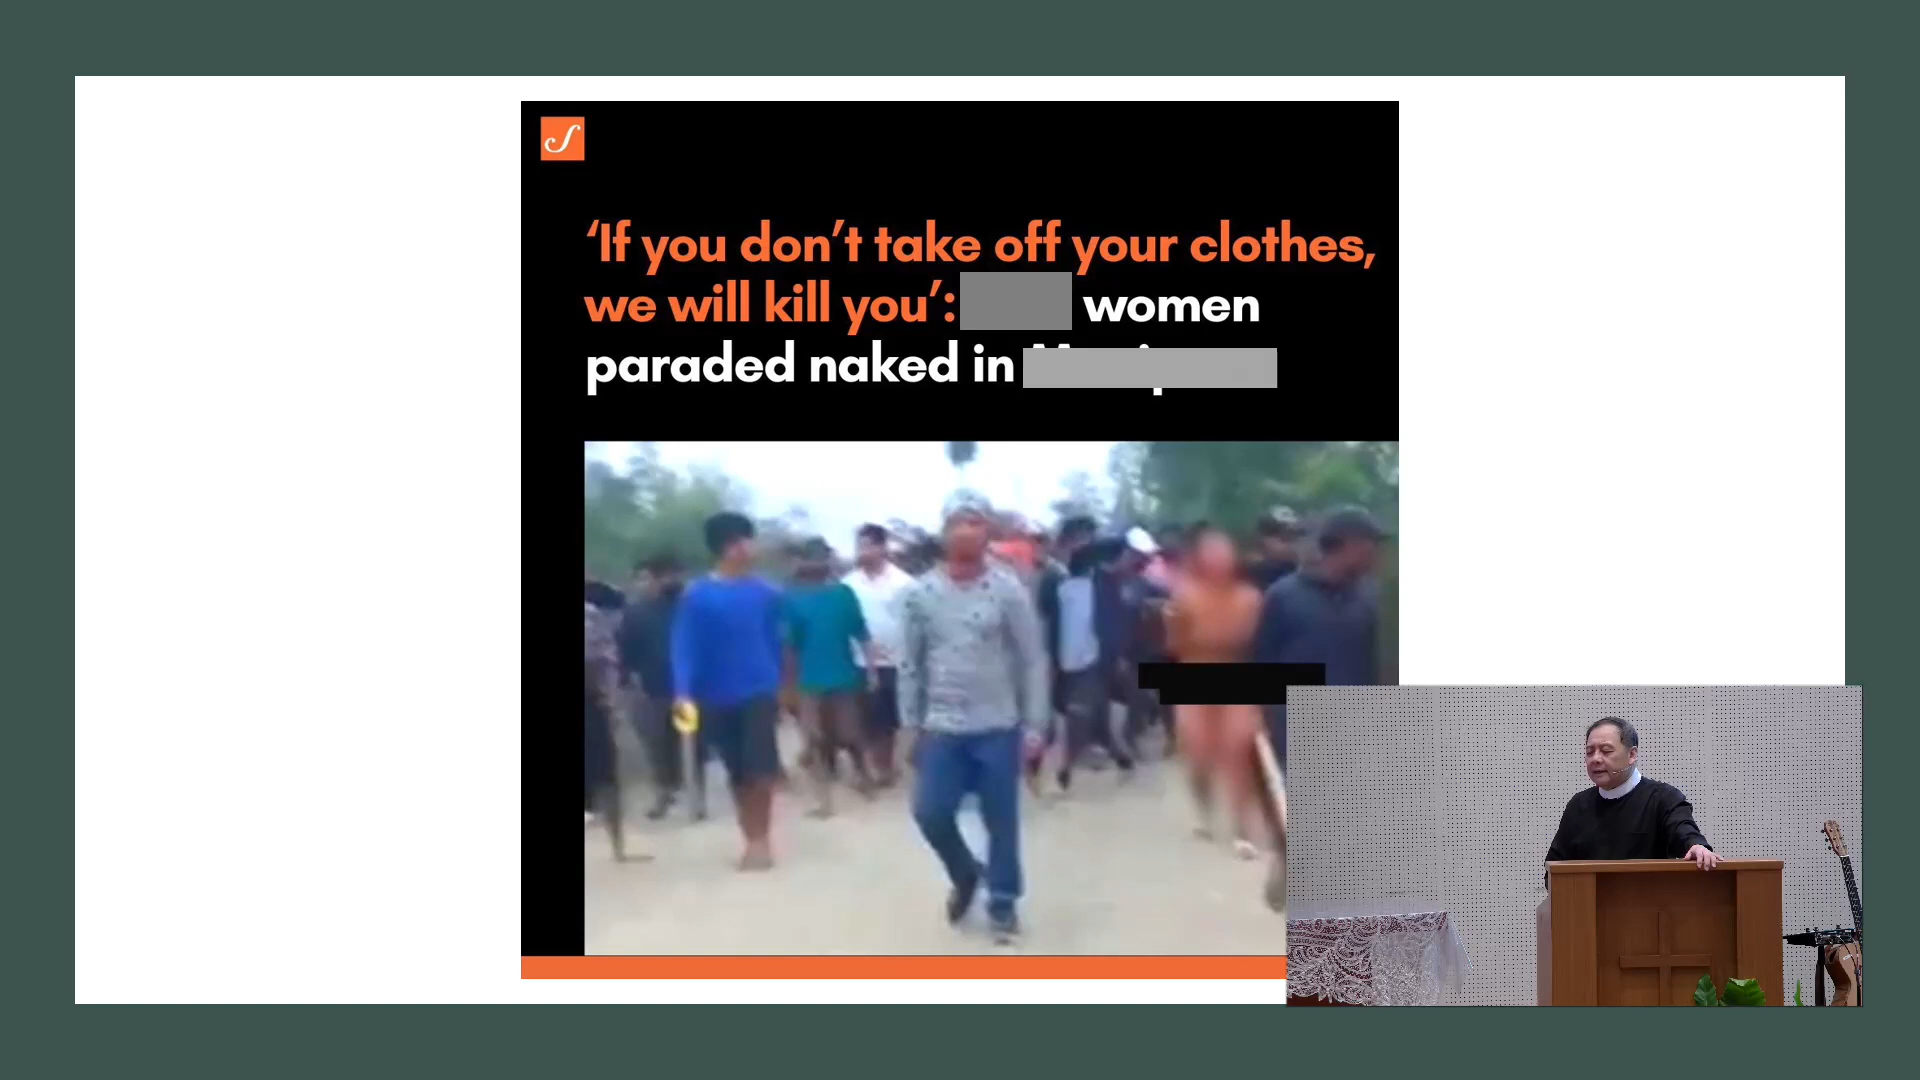 ‘If you don’t take off your clothes,
we will kill you’: women
paraded naked in